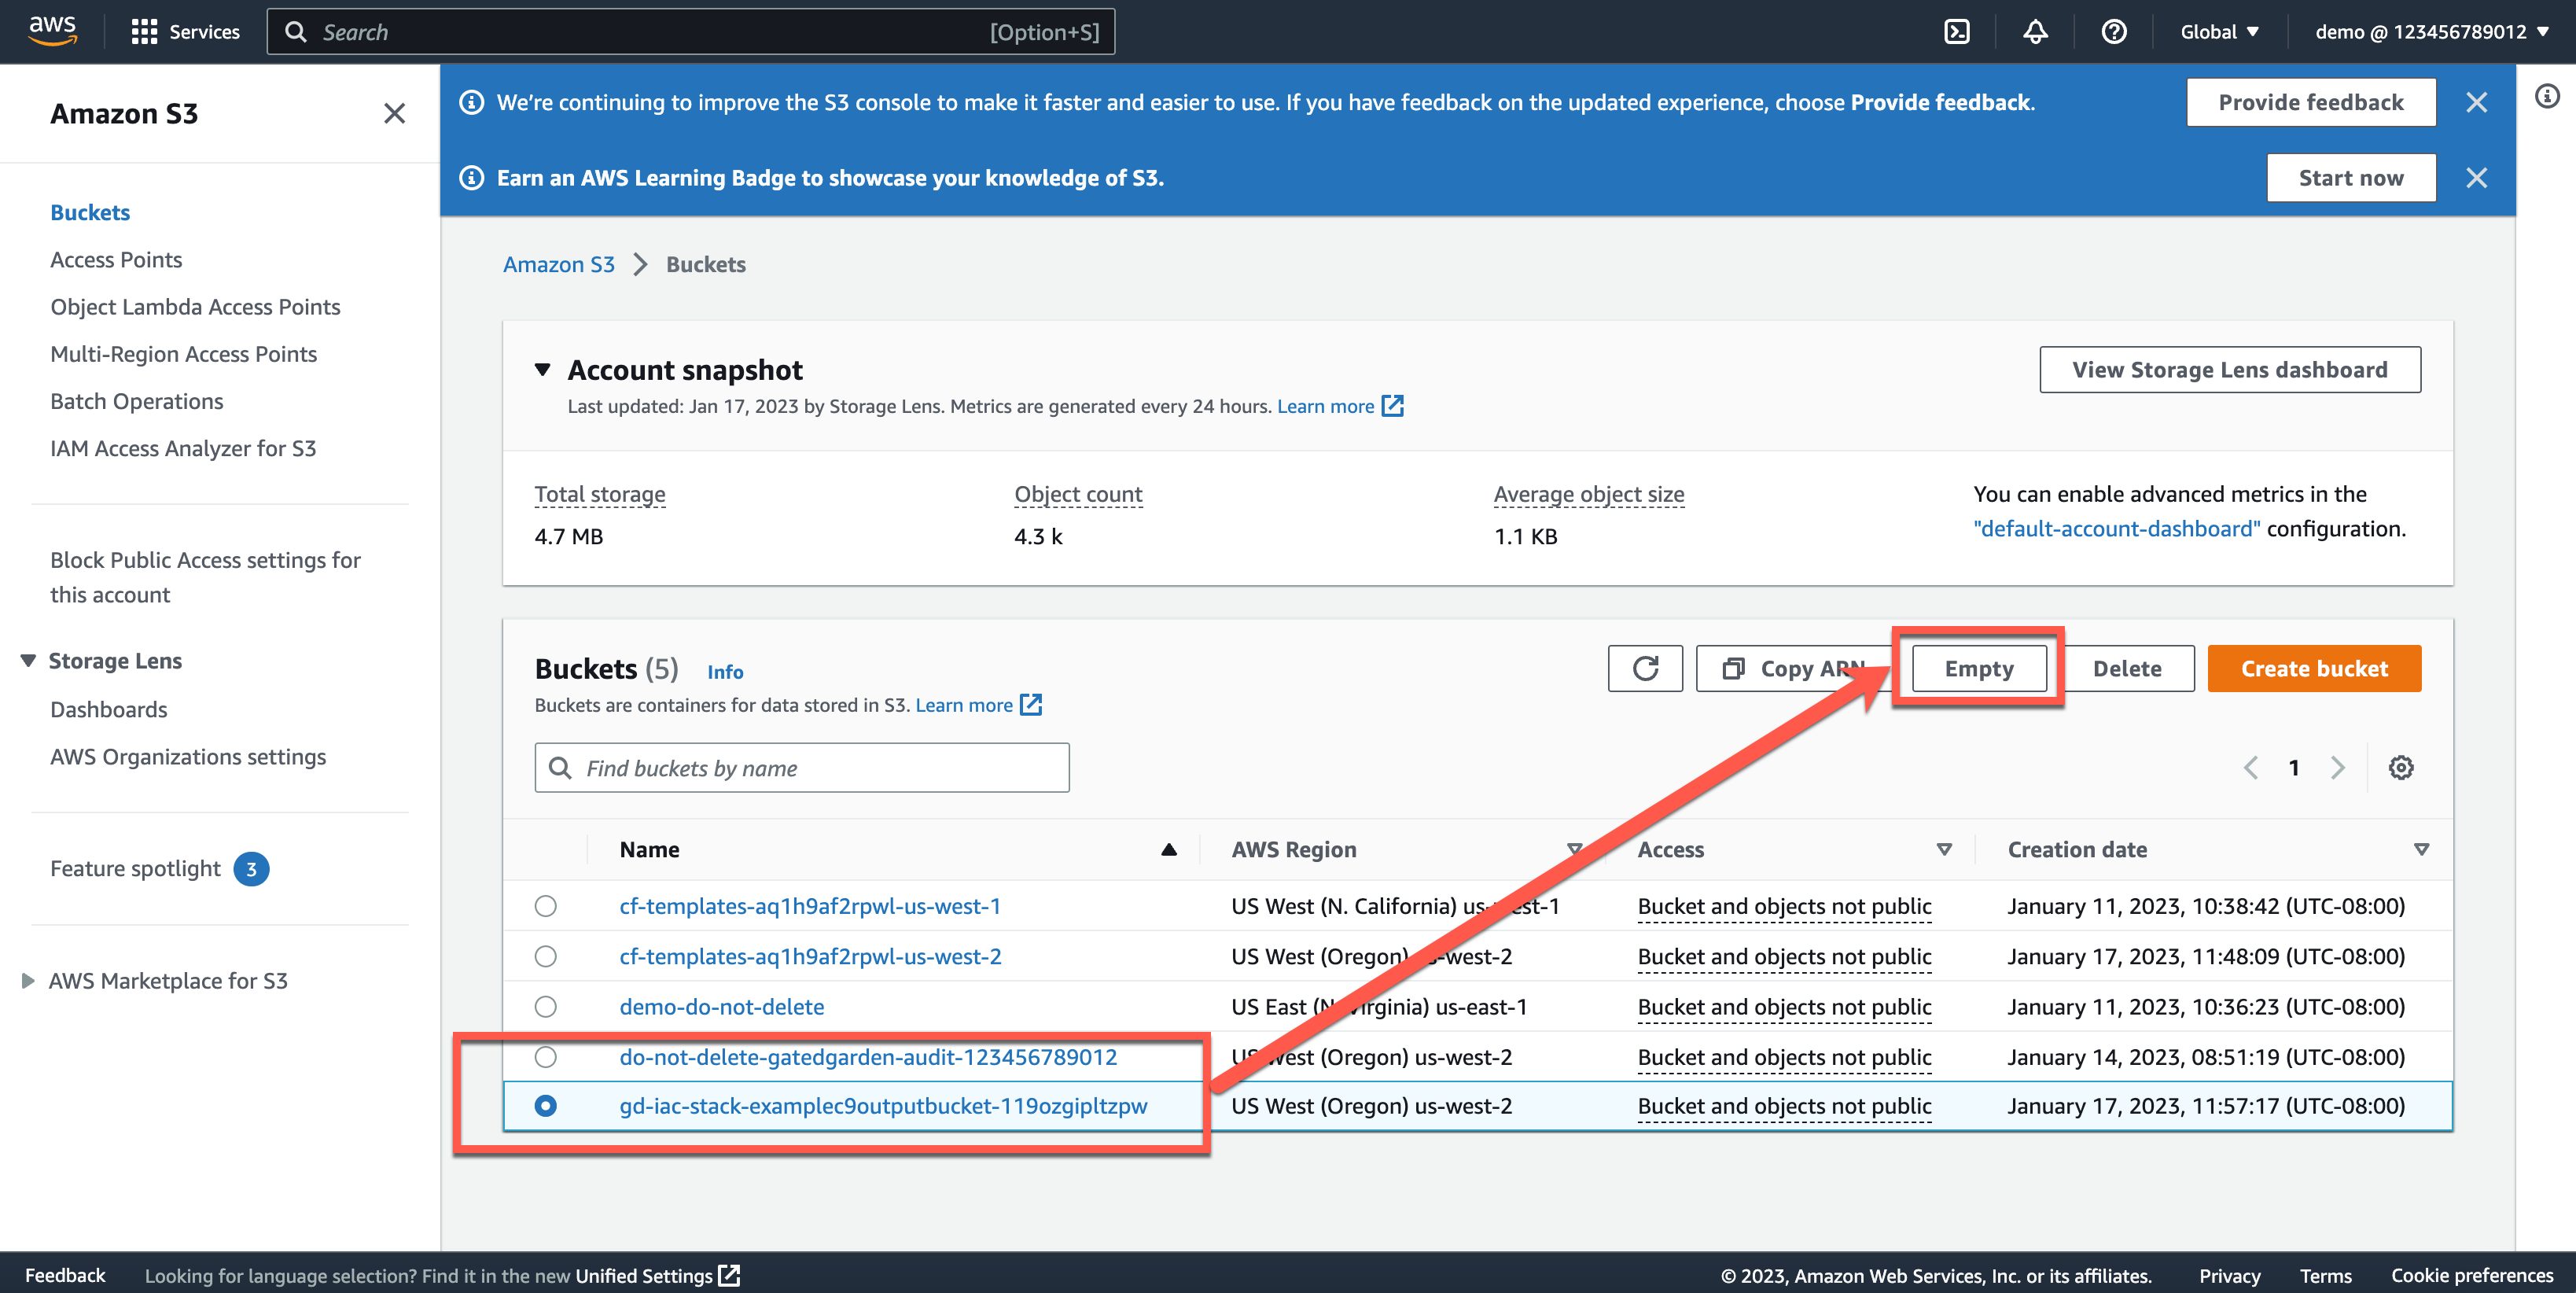 aws Services Search [Option+S] Global demo @ 123456789012
Amazon S3
Buckets
Access Points
Object Lambda Access Points
Multi-Region Access Points
Batch Operations
IAM Access Analyzer for S3
Block Public Access settings for
this account
Storage Lens
Dashboards
AWS Organizations settings
Feature spotlight 3
AWS Marketplace for S3
We’re continuing to improve the S3 console to make it faster and easier to use. If you have feedback on the updated experience, choose Provide feedback. Provide feedback
Earn an AWS Learning Badge to showcase your knowledge of S3. Start now
Amazon S3 Buckets
Account snapshot View Storage Lens dashboard
Last updated: Jan 17, 2023 by Storage Lens. Metrics are generated every 24 hours. Learn more
Total storage
4.7 MB
Object count
4.3 k
Average object size
1.1 KB
You can enable advanced metrics in the
"default-account-dashboard" configuration.
Buckets (5) Info Copy ARN Empty Delete Create bucket
Buckets are containers for data stored in S3. Learn more
Find buckets by name 1
Name AWS Region Access Creation date
cf-templates-aq1h9af2rpwl-us-west-1 US West (N. California) us-west-1 Bucket and objects not public January 11, 2023, 10:38:42 (UTC-08:00)
cf-templates-aq1h9af2rpwl-us-west-2 US West (Oregon) us-west-2 Bucket and objects not public January 17, 2023, 11:48:09 (UTC-08:00)
demo-do-not-delete US East (N. Virginia) us-east-1 Bucket and objects not public January 11, 2023, 10:36:23 (UTC-08:00)
do-not-delete-gatedgarden-audit-123456789012 US West (Oregon) us-west-2 Bucket and objects not public January 14, 2023, 08:51:19 (UTC-08:00)
gd-iac-stack-examplec9outputbucket-119ozgipltzpw US West (Oregon) us-west-2 Bucket and objects not public January 17, 2023, 11:57:17 (UTC-08:00)
Feedback Looking for language selection? Find it in the new Unified Settings © 2023, Amazon Web Services, Inc. or its affiliates. Privacy Terms Cookie preferences